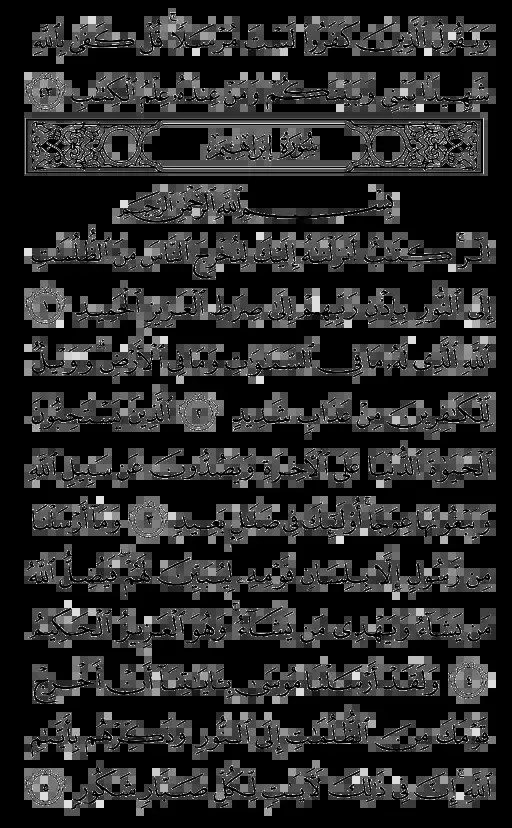 وَيَقُولُ ٱلَّذِينَ كَفَرُوا۟ لَسْتَ مُرْسَلًا ۚ قُلْ كَفَىٰ بِٱللَّهِ
شَهِيدًۢا بَيْنِى وَبَيْنَكُمْ وَمَنْ عِندَهُۥ عِلْمُ ٱلْكِتَٰبِ ٤٣
سُورَةُ إِبْرَاهِيمَ
بِسْمِ ٱللَّهِ ٱلرَّحْمَٰنِ ٱلرَّحِيمِ
الٓر ۚ كِتَٰبٌ أَنزَلْنَٰهُ إِلَيْكَ لِتُخْرِجَ ٱلنَّاسَ مِنَ ٱلظُّلُمَٰتِ
إِلَى ٱلنُّورِ بِإِذْنِ رَبِّهِمْ إِلَىٰ صِرَٰطِ ٱلْعَزِيزِ ٱلْحَمِيدِ ١
ٱللَّهِ ٱلَّذِى لَهُۥ مَا فِى ٱلسَّمَٰوَٰتِ وَمَا فِى ٱلْأَرْضِ ۗ وَوَيْلٌ
لِّلْكَٰفِرِينَ مِنْ عَذَابٍ شَدِيدٍ ٢ ٱلَّذِينَ يَسْتَحِبُّونَ
ٱلْحَيَوٰةَ ٱلدُّنْيَا عَلَى ٱلْءَاخِرَةِ وَيَصُدُّونَ عَن سَبِيلِ ٱللَّهِ
وَيَبْغُونَهَا عِوَجًا ۚ أُو۟لَٰٓئِكَ فِى ضَلَٰلٍۭ بَعِيدٍ ٣ وَمَآ أَرْسَلْنَا
مِن رَّسُولٍ إِلَّا بِلِسَانِ قَوْمِهِۦ لِيُبَيِّنَ لَهُمْ ۖ فَيُضِلُّ ٱللَّهُ
مَن يَشَآءُ وَيَهْدِى مَن يَشَآءُ ۚ وَهُوَ ٱلْعَزِيزُ ٱلْحَكِيمُ
٤ وَلَقَدْ أَرْسَلْنَا مُوسَىٰ بِـَٔايَٰتِنَآ أَنْ أَخْرِجْ
قَوْمَكَ مِنَ ٱلظُّلُمَٰتِ إِلَى ٱلنُّورِ وَذَكِّرْهُم بِأَيَّىٰمِ
ٱللَّهِ ۚ إِنَّ فِى ذَٰلِكَ لَءَايَٰتٍ لِّكُلِّ صَبَّارٍ شَكُورٍ ٥